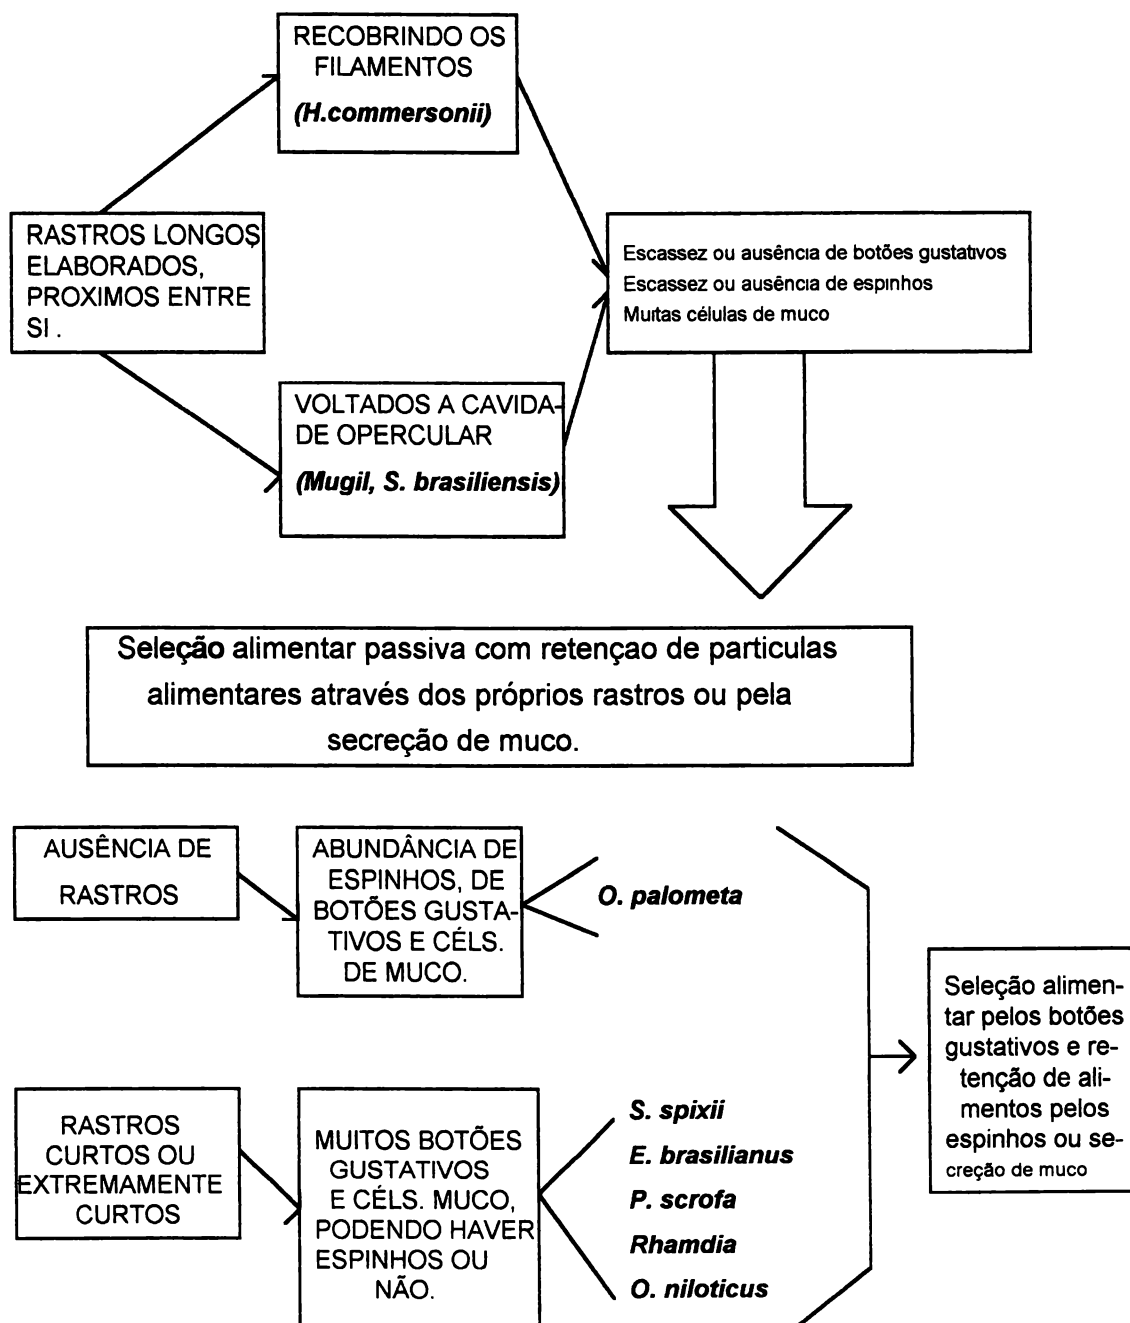 RECOBRINDO OS
FILAMENTOS
(H.commersonii)
RASTROS LONGOS
ELABORADOS,
PROXIMOS ENTRE
SI .
Escassez ou ausência de botões gustativos
Escassez ou ausência de espinhos
Muitas células de muco
VOLTADOS A CAVIDA-
DE OPERCULAR
(Mugil, S. brasiliensis)
Seleção alimentar passiva com retençao de particulas
alimentares através dos próprios rastros ou pela
secreção de muco.
AUSÊNCIA DE
RASTROS
ABUNDÂNCIA DE
ESPINHOS, DE
BOTÕES GUSTA-
TIVOS E CÉLS.
DE MUCO.
O. palometa
RASTROS
CURTOS OU
EXTREMAMENTE
CURTOS
MUITOS BOTÕES
GUSTATIVOS
E CÉLS. MUCO,
PODENDO HAVER
ESPINHOS OU
NÃO.
S. spixii
E. brasilianus
P. scrofa
Rhamdia
O. niloticus
Seleção alimen-
tar pelos botões
gustativos e re-
tenção de ali-
mentos pelos
espinhos ou se-
creção de muco